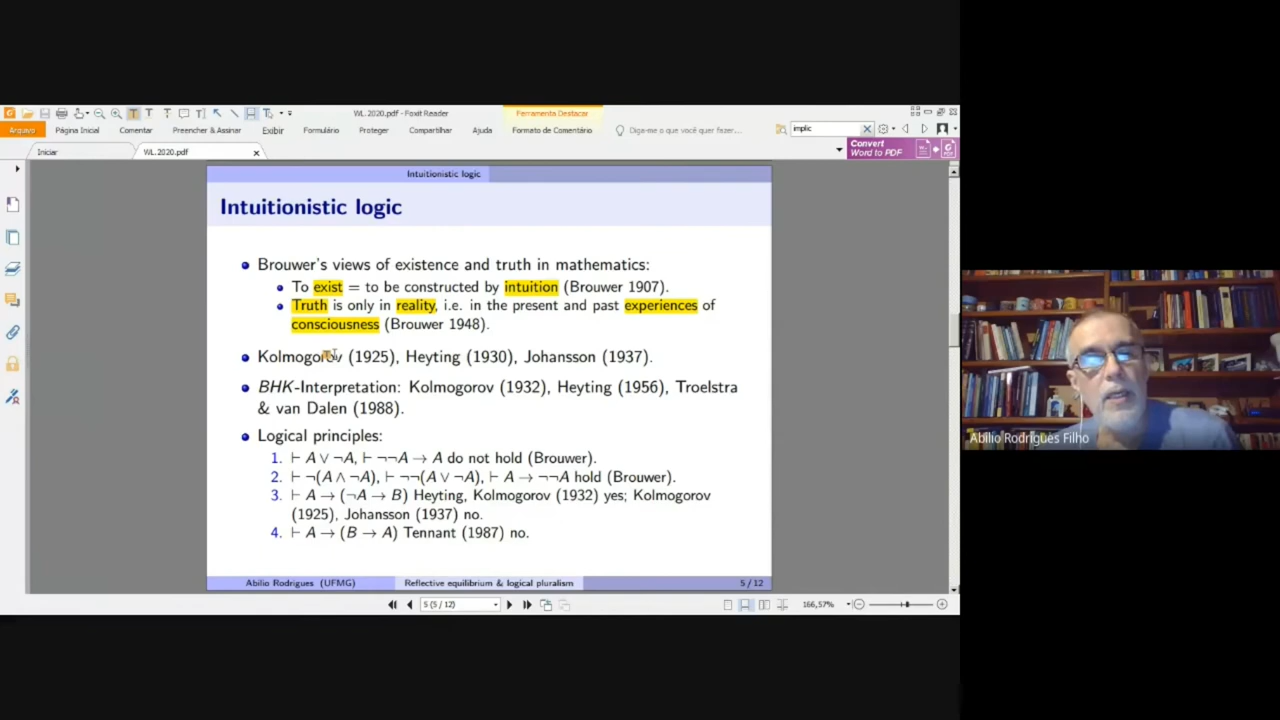 WL 2020.pdf - Foxit Reader
Ferramenta Destacar
Arquivo Página Inicial Comentar Preencher & Assinar Exibir Formulário Proteger Compartilhar Ajuda Formato de Comentário Diga-me o que você quer fazer... implic
Iniciar WL 2020.pdf
Convert
Word to PDF
Intuitionistic logic
Intuitionistic logic
Brouwer's views of existence and truth in mathematics:
To exist = to be constructed by intuition (Brouwer 1907).
Truth is only in reality, i.e. in the present and past experiences of
consciousness (Brouwer 1948).
Kolmogorov (1925), Heyting (1930), Johansson (1937).
BHK-Interpretation: Kolmogorov (1932), Heyting (1956), Troelstra
& van Dalen (1988).
Logical principles:
1. ⊢ A ∨ ¬A, ⊢ ¬¬A → A do not hold (Brouwer).
2. ⊢ ¬(A ∧ ¬A), ⊢ ¬¬(A ∨ ¬A), ⊢ A → ¬¬A hold (Brouwer).
3. ⊢ A → (¬A → B) Heyting, Kolmogorov (1932) yes; Kolmogorov
(1925), Johansson (1937) no.
4. ⊢ A → (B → A) Tennant (1987) no.
Abilio Rodrigues (UFMG) Reflective equilibrium & logical pluralism 5 / 12
5 (5 / 12) 166,57%
Abilio Rodrigues Filho